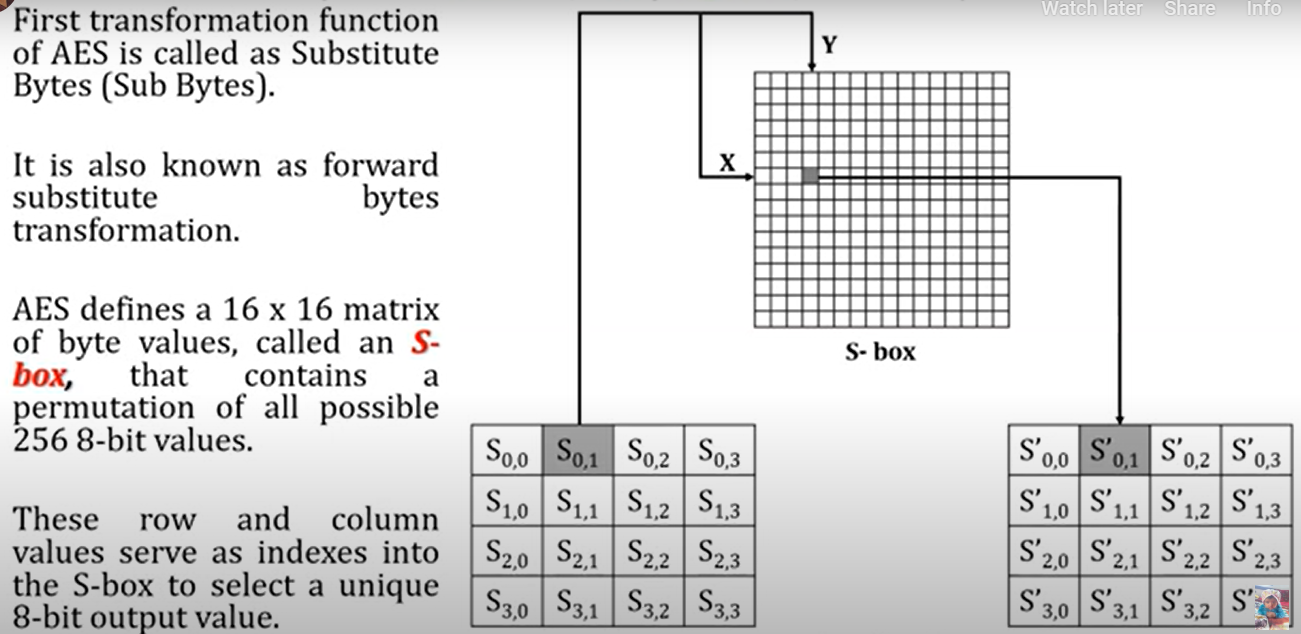 Watch later Share Info
First transformation function
of AES is called as Substitute
Bytes (Sub Bytes).
It is also known as forward
substitute bytes
transformation.
AES defines a 16 x 16 matrix
of byte values, called an S-
box, that contains a
permutation of all possible
256 8-bit values.
These row and column
values serve as indexes into
the S-box to select a unique
8-bit output value.
Y
X
S- box
S0,0 S0,1 S0,2 S0,3
S1,0 S1,1 S1,2 S1,3
S2,0 S2,1 S2,2 S2,3
S3,0 S3,1 S3,2 S3,3
S′0,0 S′0,1 S′0,2 S′0,3
S′1,0 S′1,1 S′1,2 S′1,3
S′2,0 S′2,1 S′2,2 S′2,3
S′3,0 S′3,1 S′3,2 S′